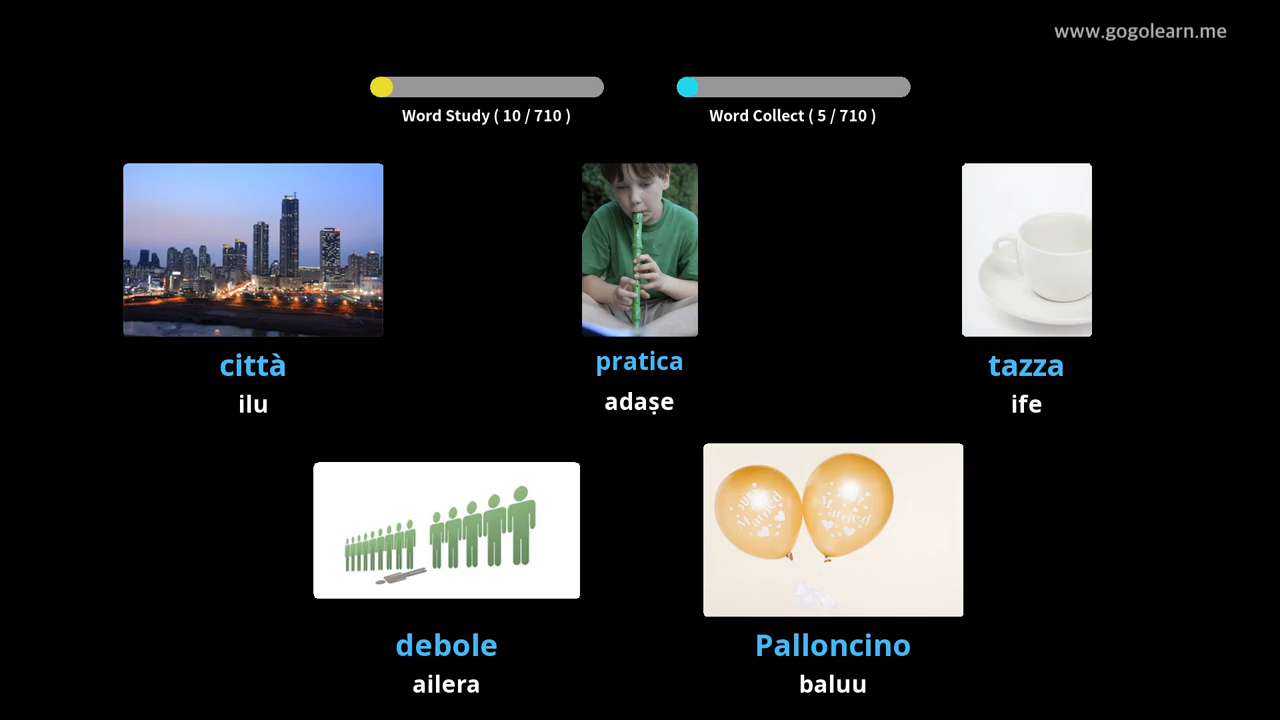 www.gogolearn.me
Word Study ( 10 / 710 )
Word Collect ( 5 / 710 )
città
ilu
pratica
adaṣe
tazza
ife
debole
ailera
Palloncino
baluu